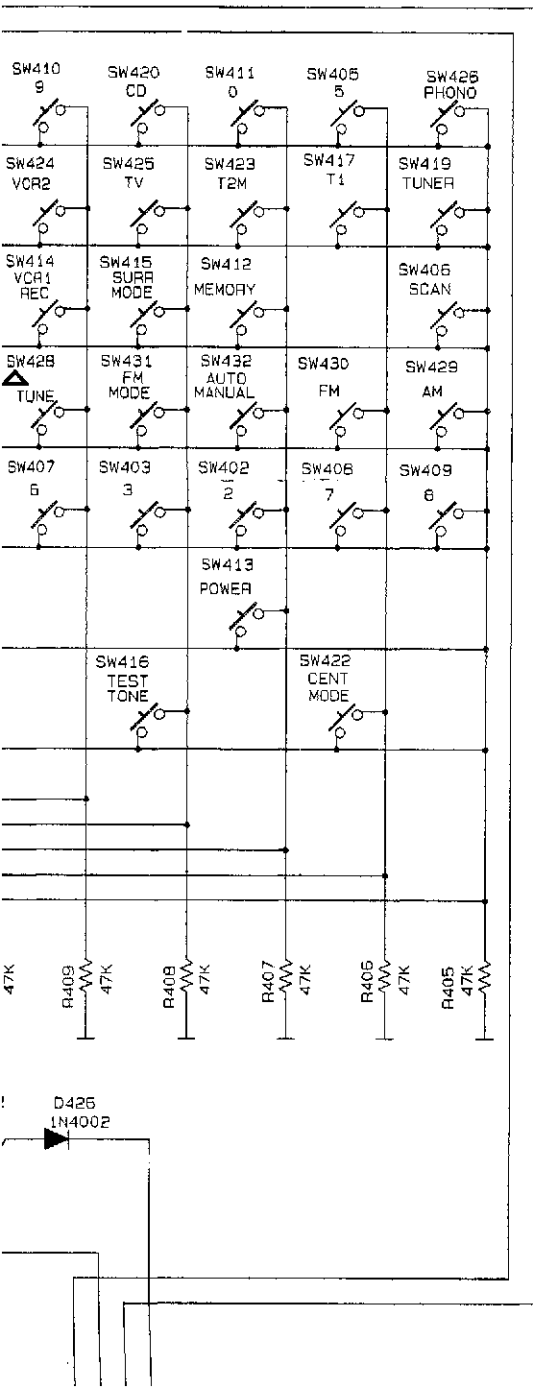 SW410 SW420 SW411 SW405 SW426
9 CD 0 5 PHONO
SW424 SW425 SW423 SW417 SW419
VCR2 TV T2M T1 TUNER
SW414 SW415 SW412 SW406
VCR1 SURR MEMORY SCAN
REC MODE
SW428 SW431 SW432 SW430 SW429
FM AUTO FM AM
TUNE MODE MANUAL
SW407 SW403 SW402 SW408 SW409
6 3 2 7 8
SW413
POWER
SW416 SW422
TEST CENT
TONE MODE
47K R409 47K R408 47K R407 47K R406 47K R405 47K
D426
1N4002